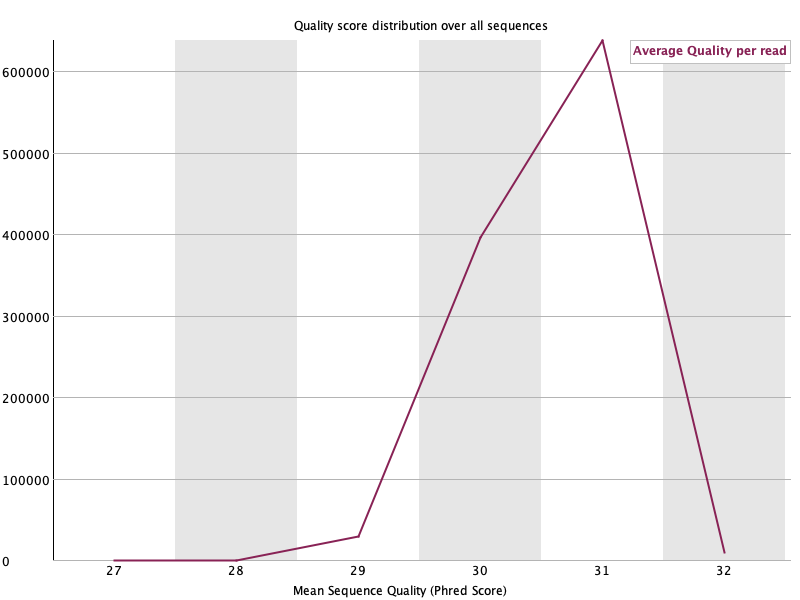 Quality score distribution over all sequences
Average Quality per read
600000
500000
400000
300000
200000
100000
0
27 28 29 30 31 32
Mean Sequence Quality (Phred Score)